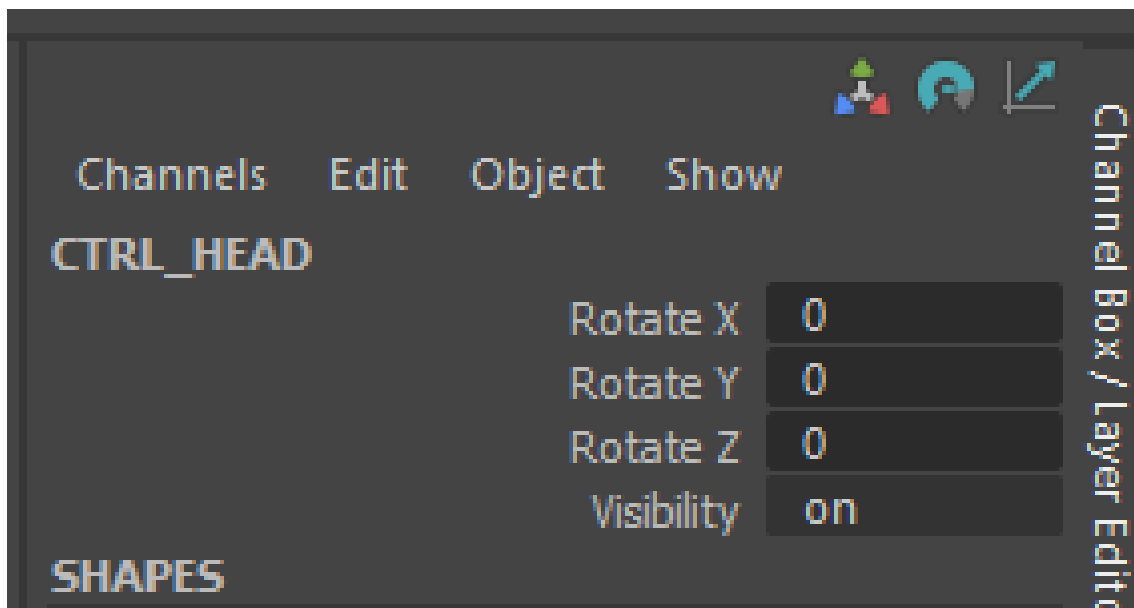 Channels Edit Object Show
CTRL_HEAD
Rotate X 0
Rotate Y 0
Rotate Z 0
Visibility on
SHAPES
Channel Box / Layer Edito